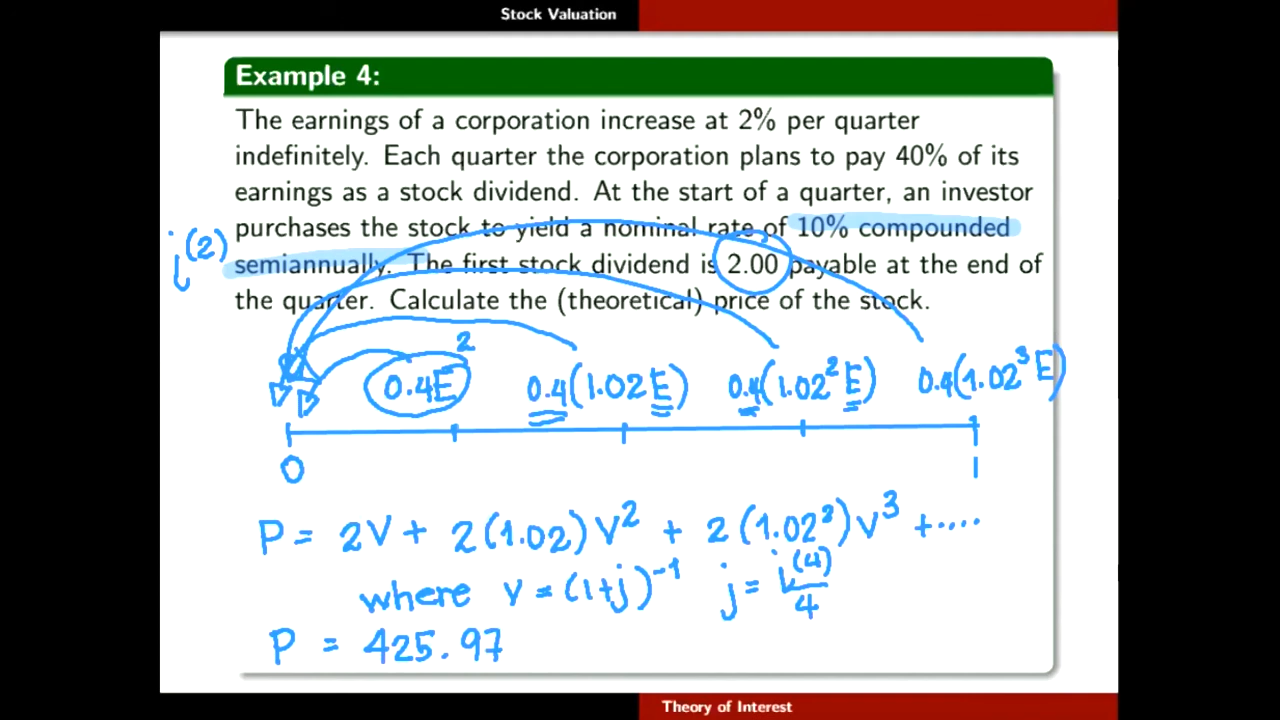 Stock Valuation
Example 4:
The earnings of a corporation increase at 2% per quarter
indefinitely. Each quarter the corporation plans to pay 40% of its
earnings as a stock dividend. At the start of a quarter, an investor
purchases the stock to yield a nominal rate of 10% compounded
semiannually. The first stock dividend is 2.00 payable at the end of
the quarter. Calculate the (theoretical) price of the stock.
i^(2)
2
0.4E 0.4(1.02E) 0.4(1.02²E) 0.4(1.02³E)
0 1
P = 2V + 2(1.02)V² + 2(1.02²)V³ + ....
where v = (1+j)⁻¹ j = i^(4)/4
P = 425.97
Theory of Interest